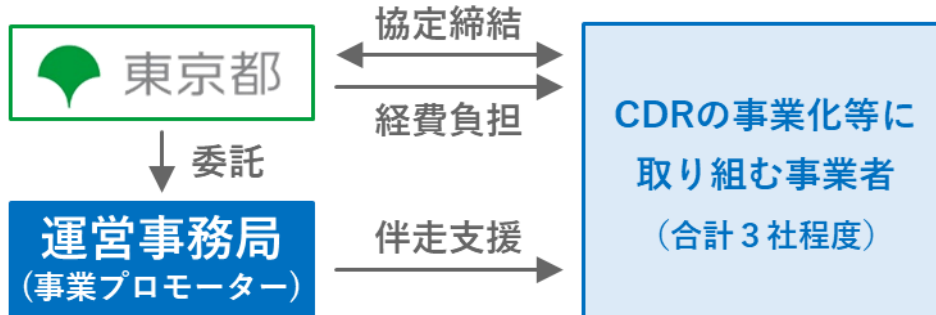 東京都
協定締結
経費負担
委託
運営事務局
(事業プロモーター)
伴走支援
CDRの事業化等に
取り組む事業者
（合計３社程度）